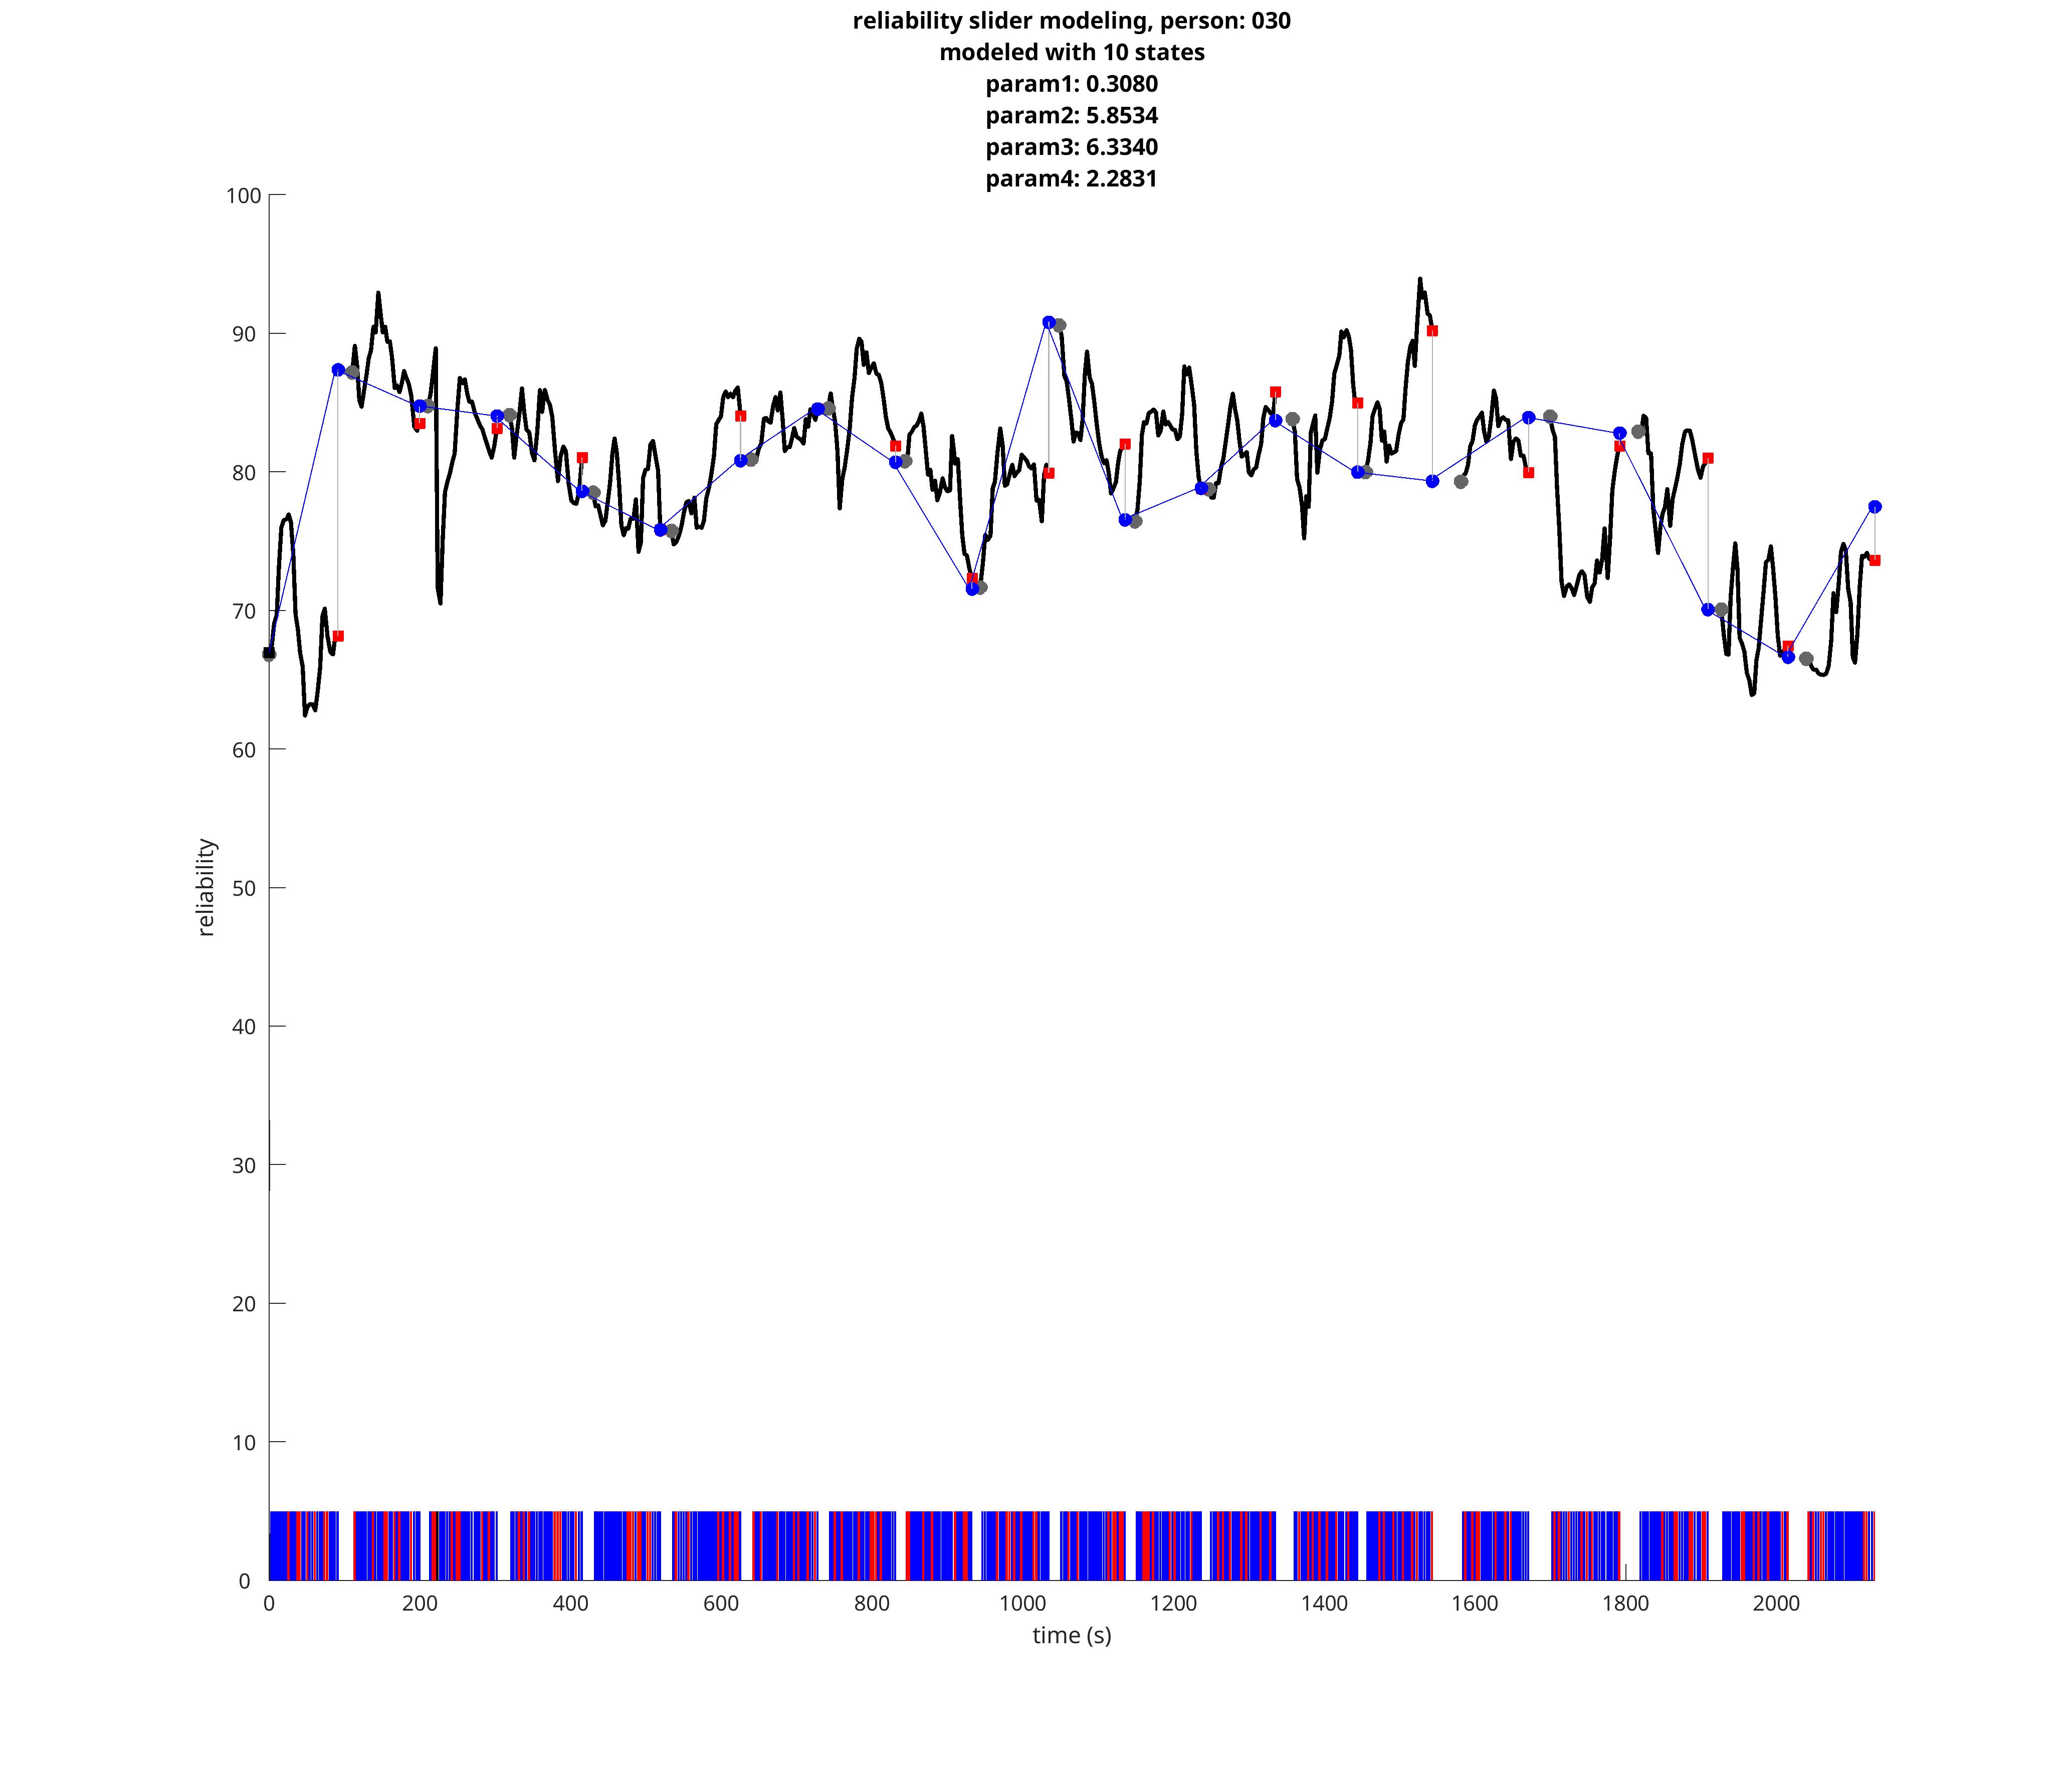 reliability slider modeling, person: 030
modeled with 10 states
param1: 0.3080
param2: 5.8534
param3: 6.3340
param4: 2.2831
100
90
80
70
60
50
40
30
20
10
0
reliability
0 200 400 600 800 1000 1200 1400 1600 1800 2000
time (s)